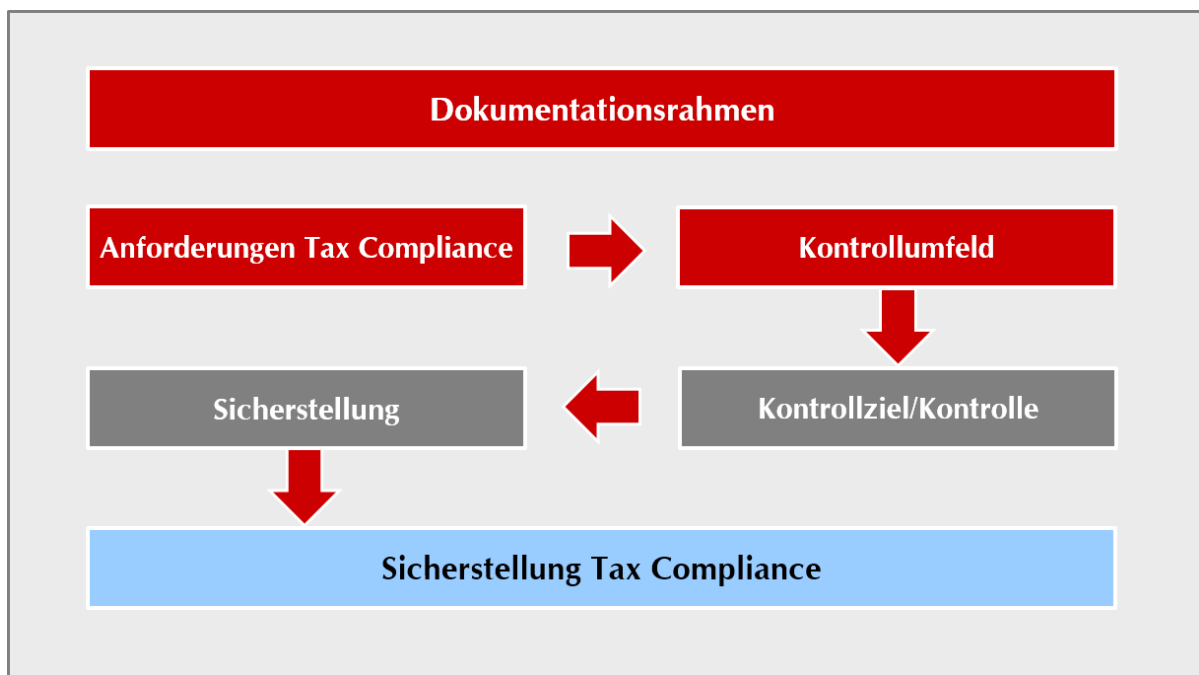 Dokumentationsrahmen
Anforderungen Tax Compliance
Kontrollumfeld
Sicherstellung
Kontrollziel/Kontrolle
Sicherstellung Tax Compliance